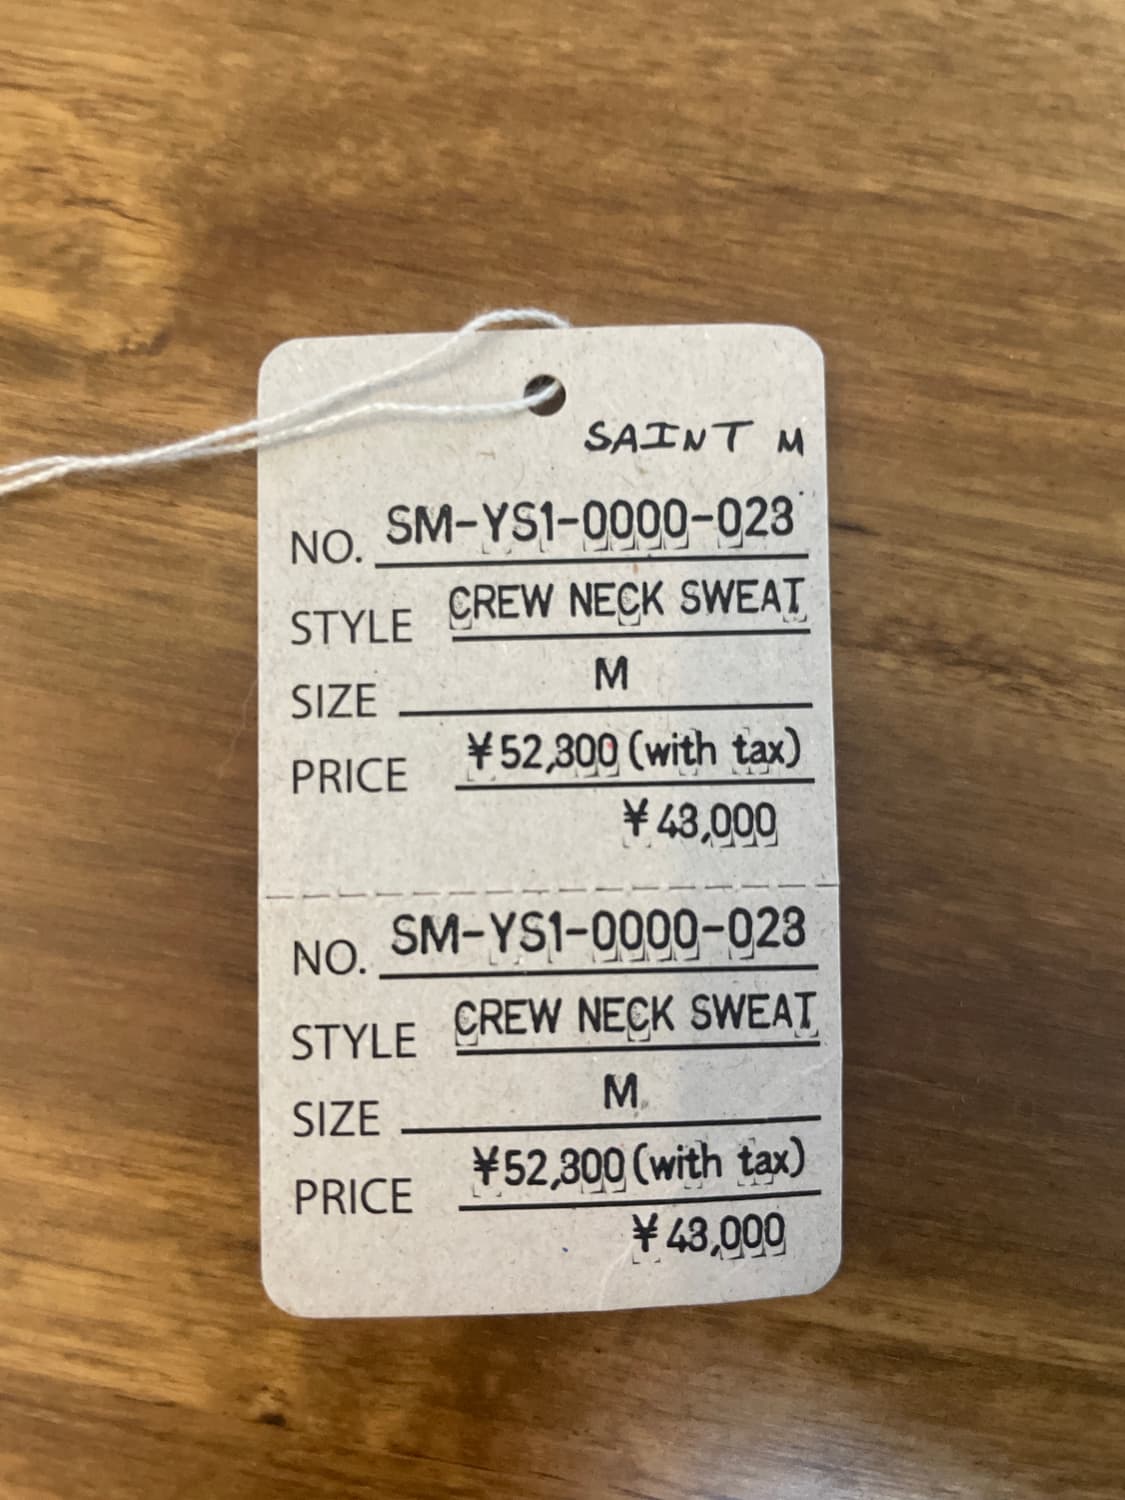 SAINT M
NO. SM-YS1-0000-023
STYLE CREW NECK SWEAT
SIZE M
PRICE ¥52,300 (with tax)
¥43,000
NO. SM-YS1-0000-023
STYLE CREW NECK SWEAT
SIZE M
PRICE ¥52,300 (with tax)
¥43,000